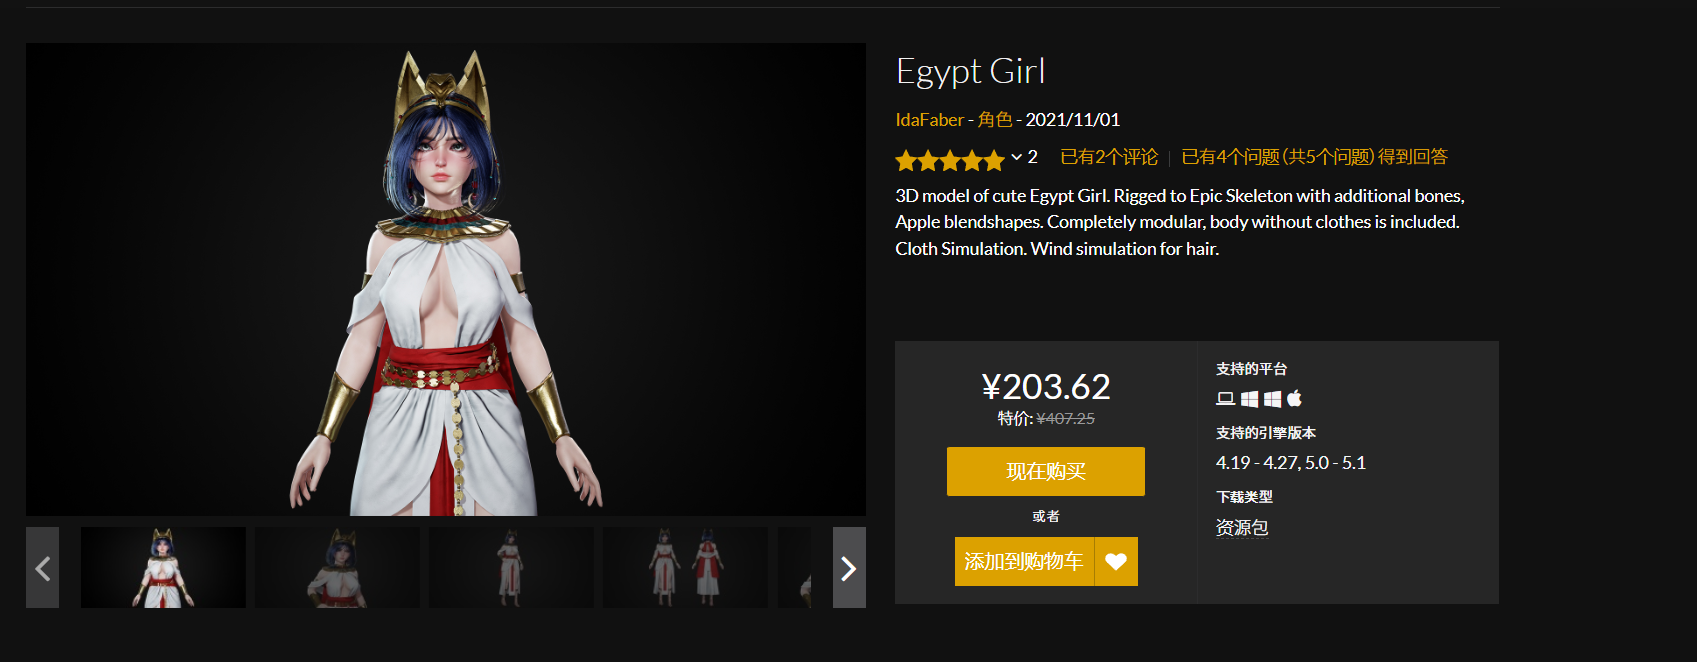 Egypt Girl
IdaFaber - 角色 - 2021/11/01
2 已有2个评论 | 已有4个问题 (共5个问题) 得到回答
3D model of cute Egypt Girl. Rigged to Epic Skeleton with additional bones,
Apple blendshapes. Completely modular, body without clothes is included.
Cloth Simulation. Wind simulation for hair.
¥203.62
特价: ¥407.25
现在购买
或者
添加到购物车
支持的平台
支持的引擎版本
4.19 - 4.27, 5.0 - 5.1
下载类型
资源包